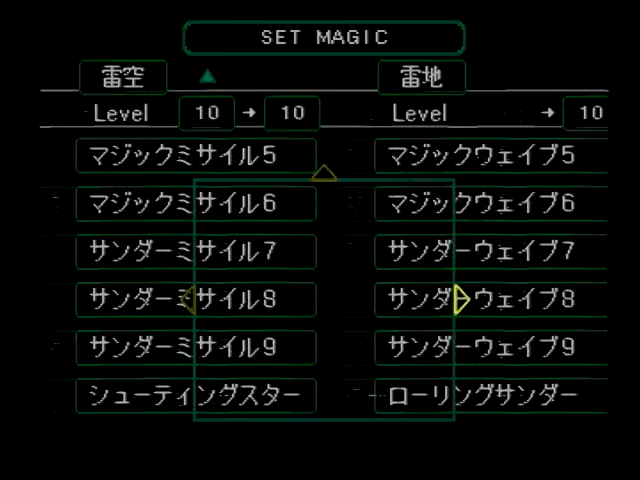 SET MAGIC
雷空 雷地
Level 10 → 10 Level → 10
マジックミサイル5 マジックウェイブ5
マジックミサイル6 マジックウェイブ6
サンダーミサイル7 サンダーウェイブ7
サンダーミサイル8 サンダーウェイブ8
サンダーミサイル9 サンダーウェイブ9
シューティングスター ローリングサンダー